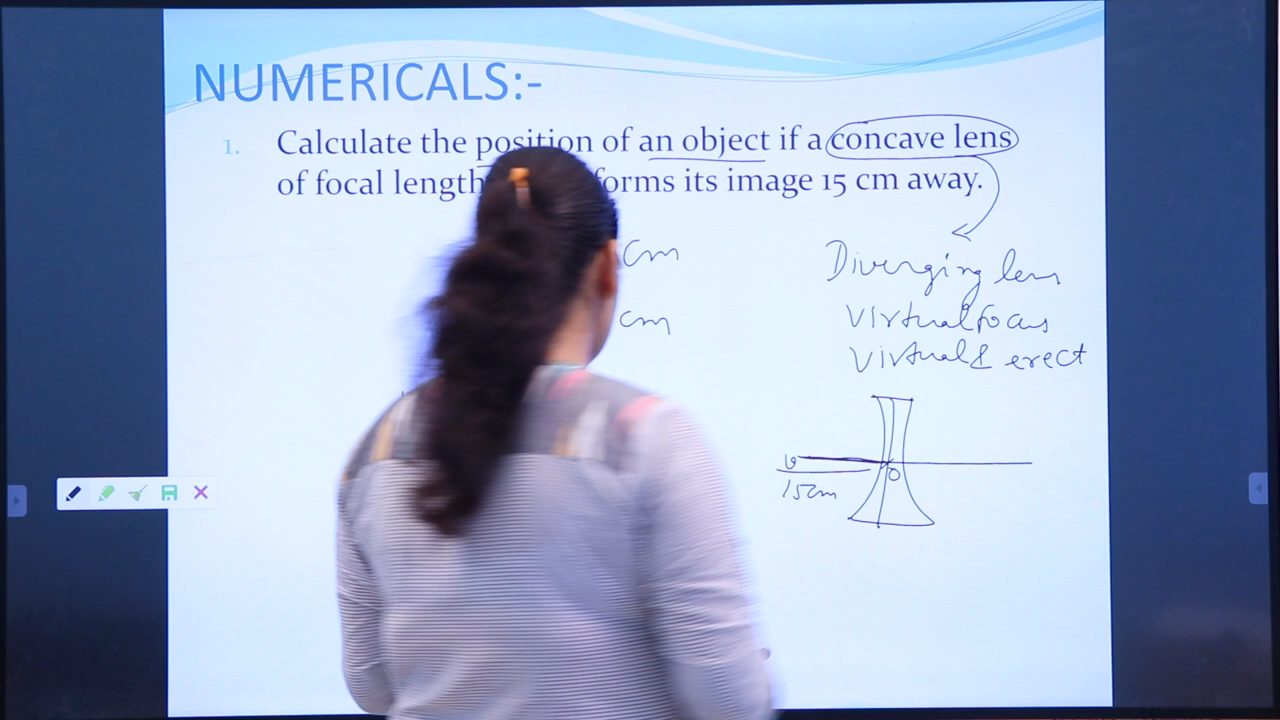 NUMERICALS:-
1. Calculate the position of an object if a concave lens
of focal length forms its image 15 cm away.
cm
Diverging lens
cm
Virtual focus
Virtual & erect
O
15cm